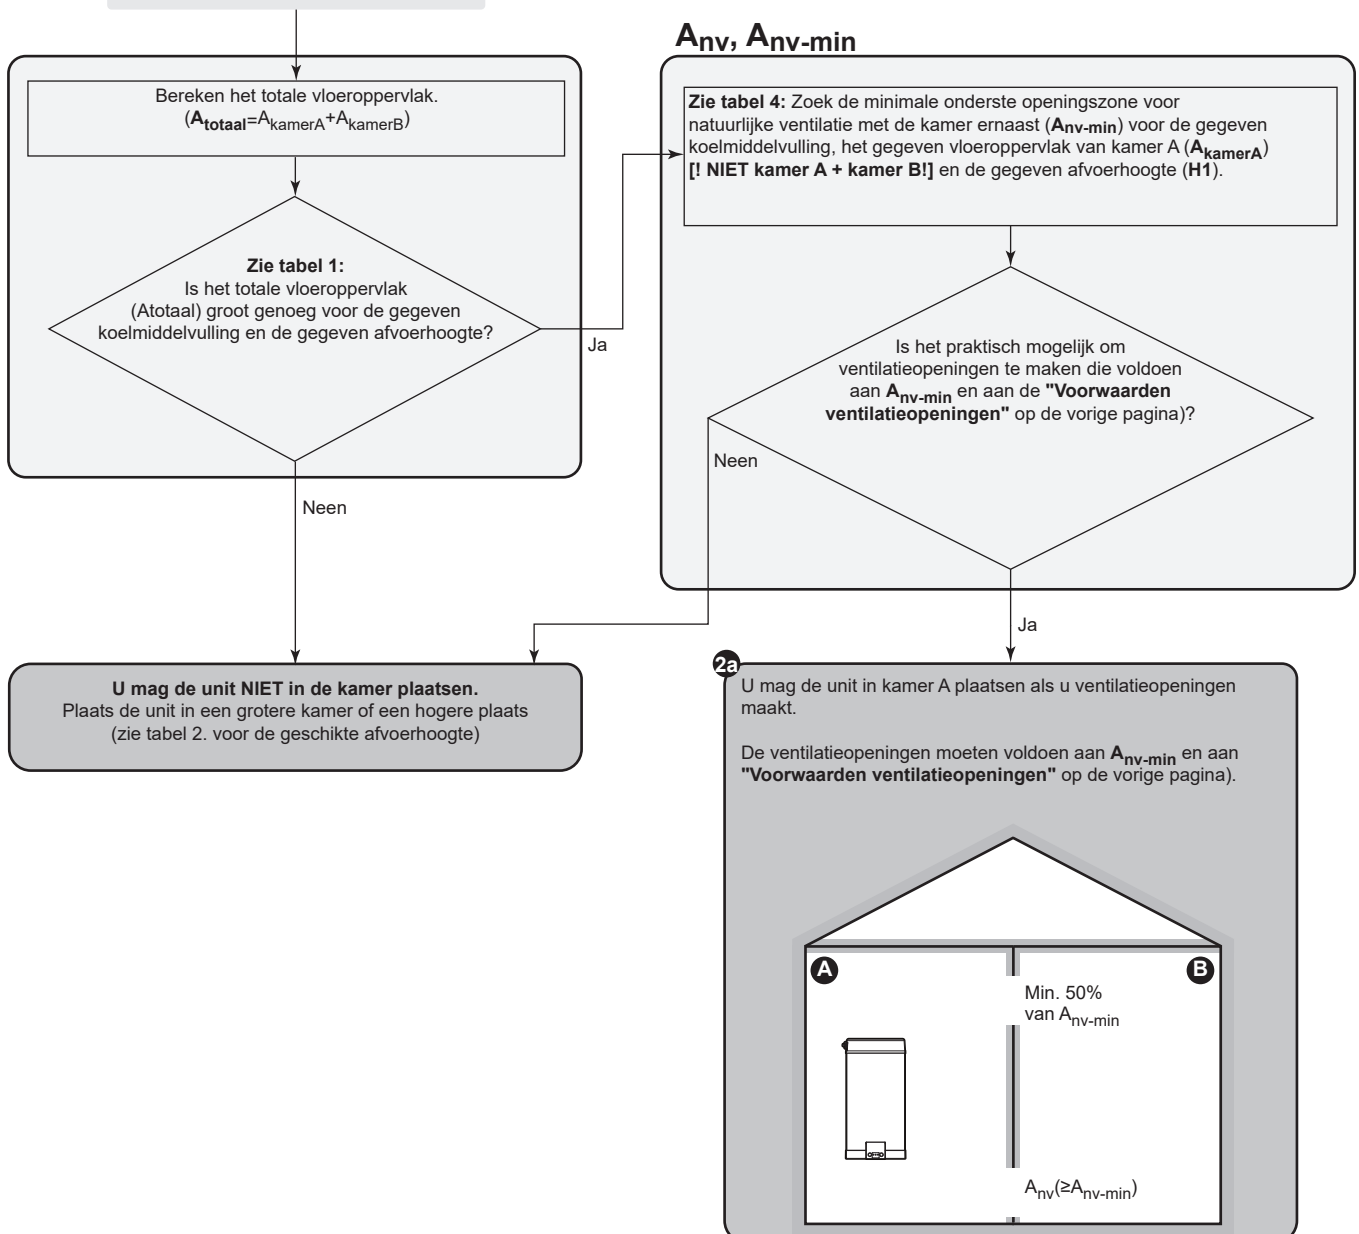 Bereken het totale vloeroppervlak.
(Atotaal=AkamerA+AkamerB)
Zie tabel 1:
Is het totale vloeroppervlak
(Atotaal) groot genoeg voor de gegeven
koelmiddelvulling en de gegeven afvoerhoogte?
Ja
Neen
Anv, Anv-min
Zie tabel 4: Zoek de minimale onderste openingszone voor
natuurlijke ventilatie met de kamer ernaast (Anv-min) voor de gegeven
koelmiddelvulling, het gegeven vloeroppervlak van kamer A (AkamerA)
[! NIET kamer A + kamer B!] en de gegeven afvoerhoogte (H1).
Is het praktisch mogelijk om
ventilatieopeningen te maken die voldoen
aan Anv-min en aan de "Voorwaarden
ventilatieopeningen" op de vorige pagina)?
Neen
Ja
U mag de unit NIET in de kamer plaatsen.
Plaats de unit in een grotere kamer of een hogere plaats
(zie tabel 2. voor de geschikte afvoerhoogte)
2a
U mag de unit in kamer A plaatsen als u ventilatieopeningen
maakt.
De ventilatieopeningen moeten voldoen aan Anv-min en aan
"Voorwaarden ventilatieopeningen" op de vorige pagina).
A
B
Min. 50%
van Anv-min
Anv(≥Anv-min)